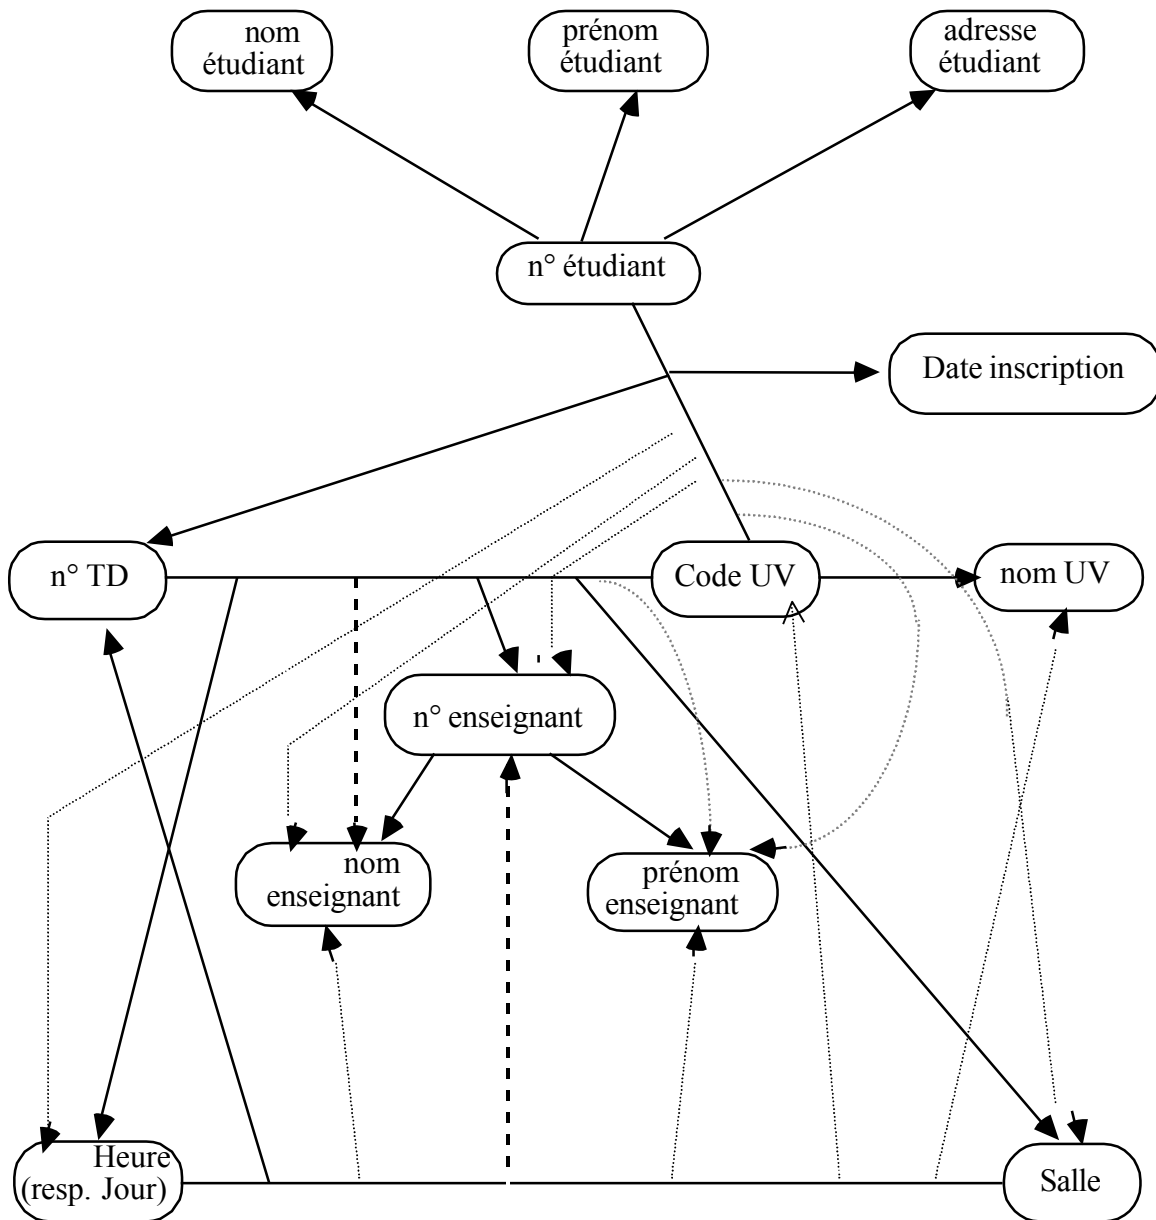 nom
étudiant
prénom
étudiant
adresse
étudiant
n° étudiant
Date inscription
n° TD
Code UV
nom UV
n° enseignant
nom
enseignant
prénom
enseignant
Heure
(resp. Jour)
Salle